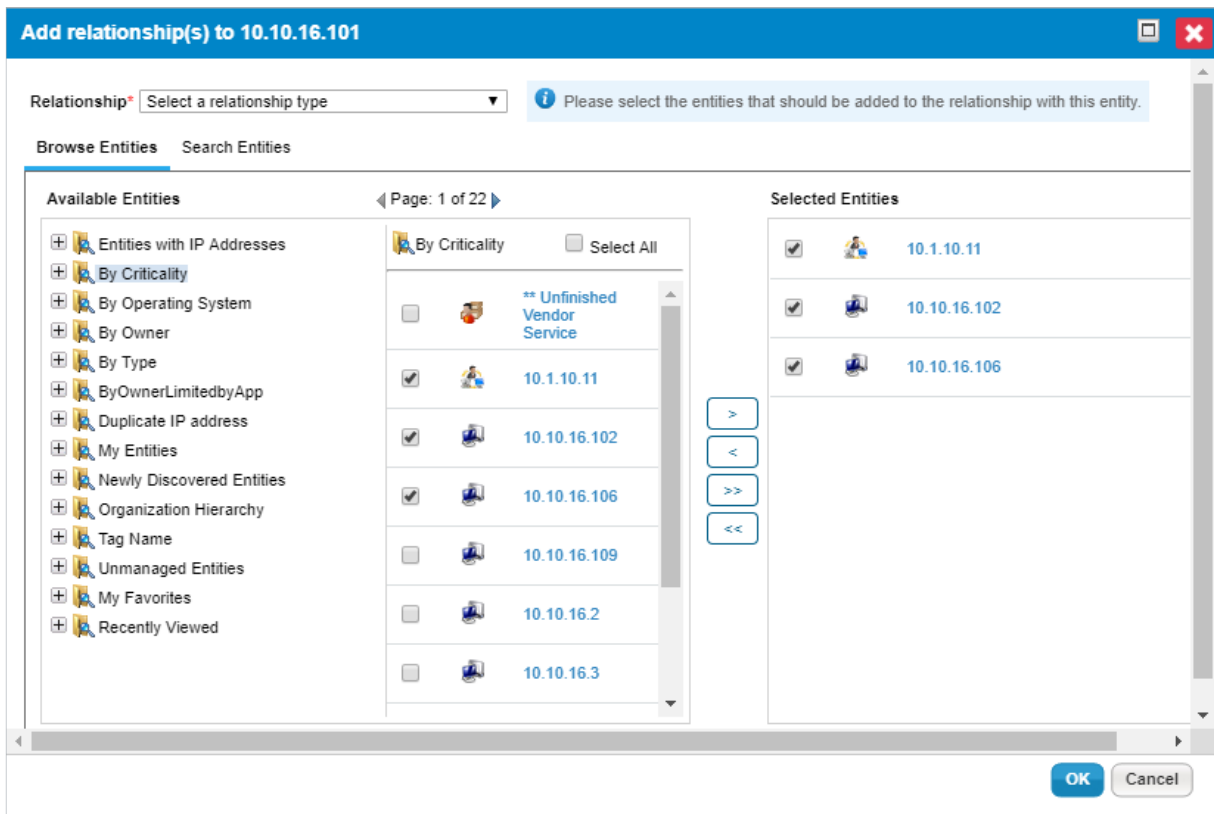 Add relationship(s) to 10.10.16.101
Relationship* Select a relationship type
Please select the entities that should be added to the relationship with this entity.
Browse Entities Search Entities
Available Entities
Page: 1 of 22
Selected Entities
Entities with IP Addresses
By Criticality
By Operating System
By Owner
By Type
ByOwnerLimitedbyApp
Duplicate IP address
My Entities
Newly Discovered Entities
Organization Hierarchy
Tag Name
Unmanaged Entities
My Favorites
Recently Viewed
By Criticality Select All
** Unfinished
Vendor
Service
10.1.10.11
10.10.16.102
10.10.16.106
10.10.16.109
10.10.16.2
10.10.16.3
>
<
>>
<<
10.1.10.11
10.10.16.102
10.10.16.106
OK Cancel